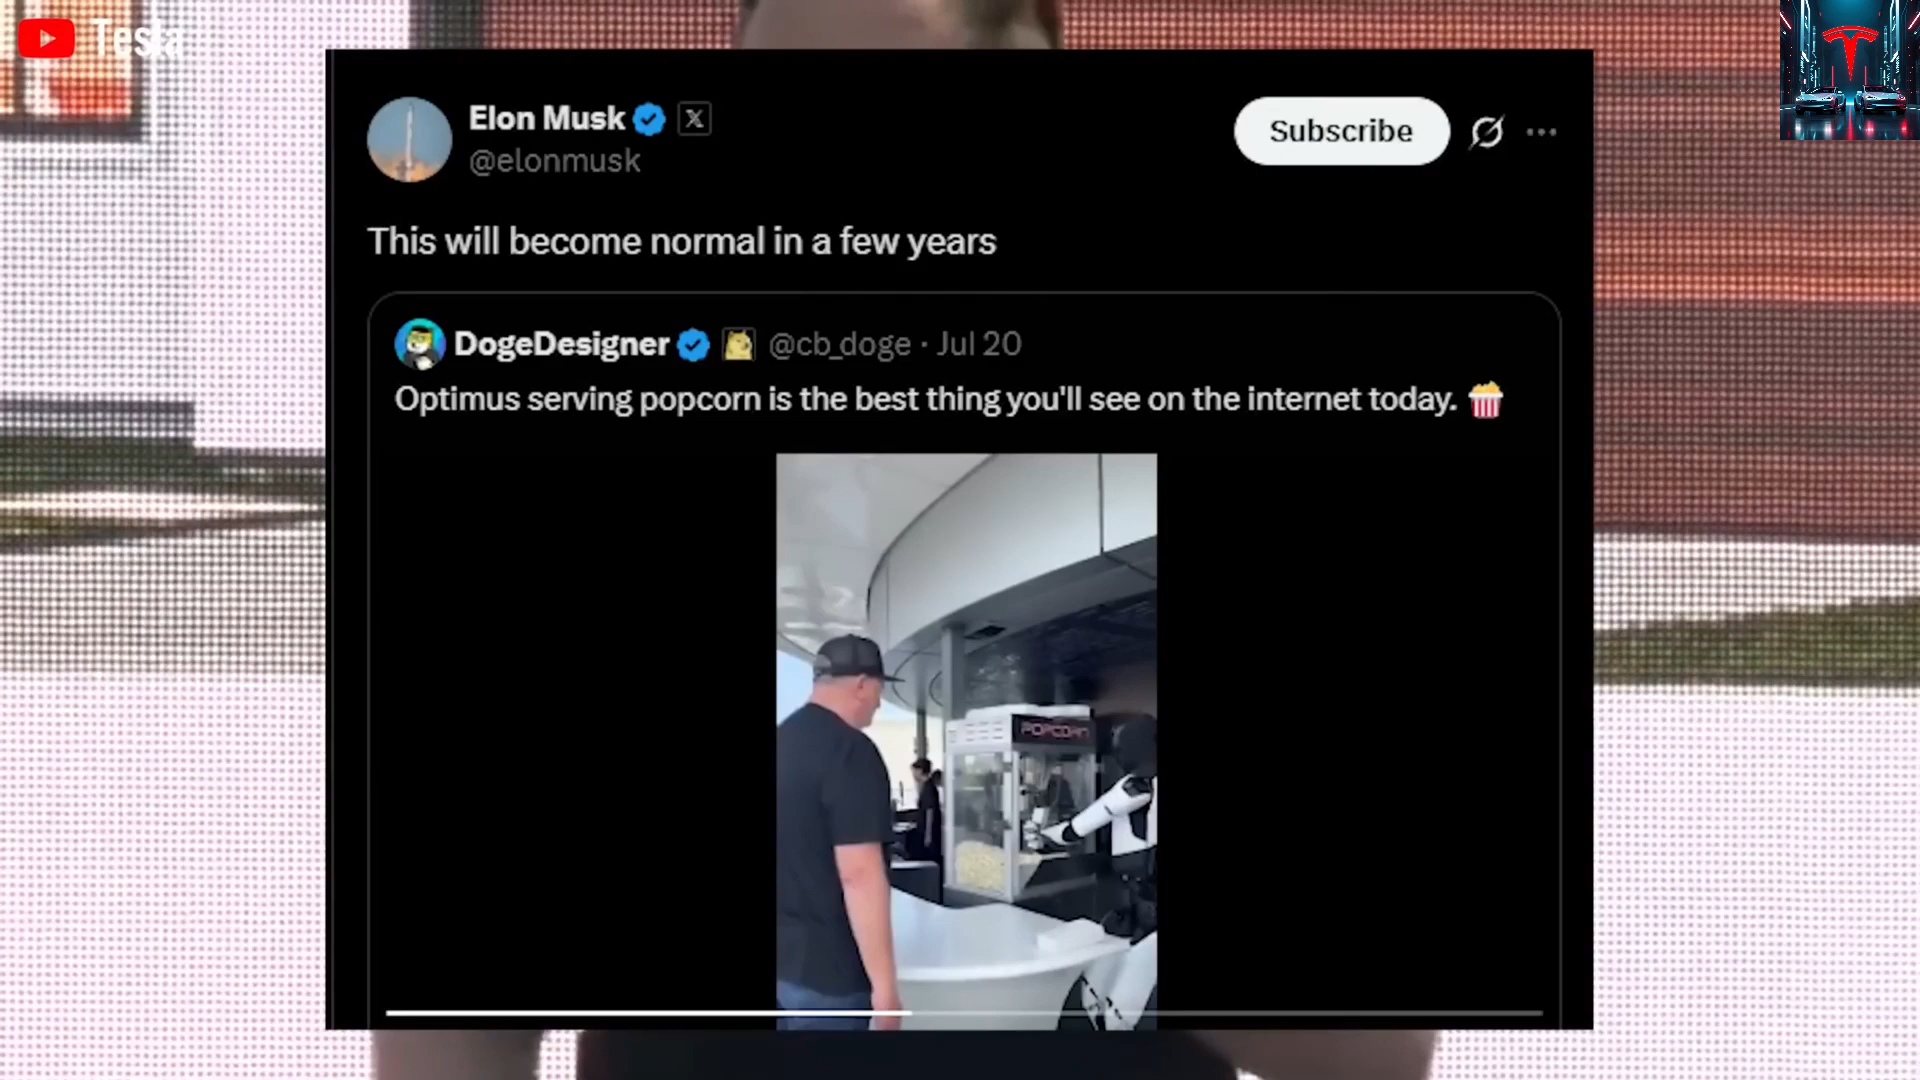 Tesla
Elon Musk
@elonmusk
Subscribe
This will become normal in a few years
DogeDesigner @cb_doge · Jul 20
Optimus serving popcorn is the best thing you'll see on the internet today. 🍿
POPCORN